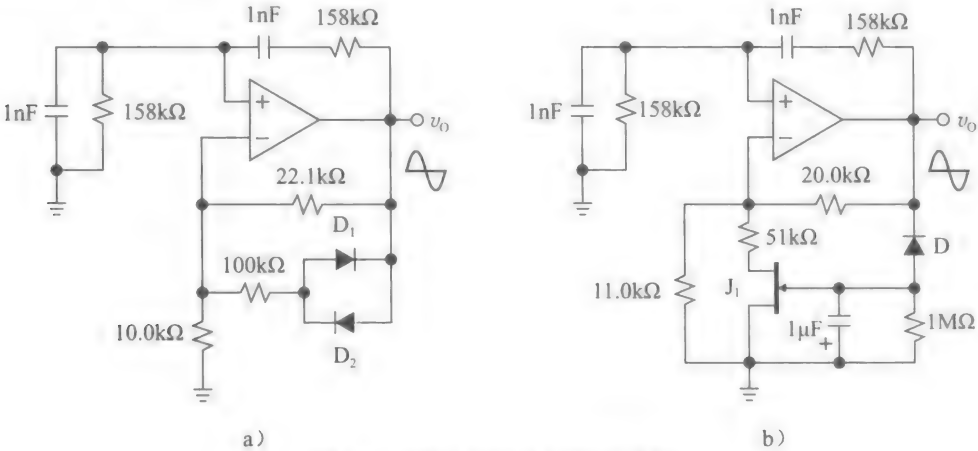 1nF
158kΩ
1nF
158kΩ
+
−
v_O
22.1kΩ
D₁
100kΩ
D₂
10.0kΩ
a）
1nF
158kΩ
1nF
158kΩ
+
−
v_O
20.0kΩ
51kΩ
D
11.0kΩ
J₁
1μF
+
1MΩ
b）